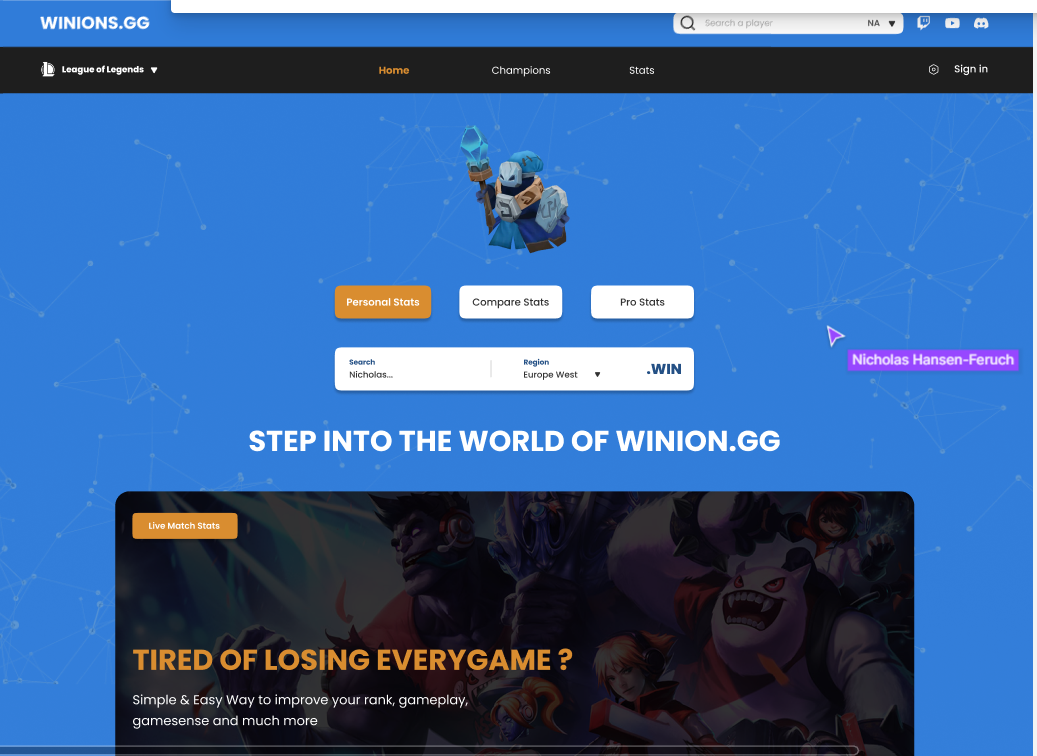 WINIONS.GG
Search a player
NA ▼
League of Legends ▼
Home
Champions
Stats
Sign in
Personal Stats
Compare Stats
Pro Stats
Nicholas Hansen-Feruch
Search
Nicholas...
Region
Europe West ▼
.WIN
STEP INTO THE WORLD OF WINION.GG
Live Match Stats
TIRED OF LOSING EVERYGAME ?
Simple & Easy Way to improve your rank, gameplay,
gamesense and much more